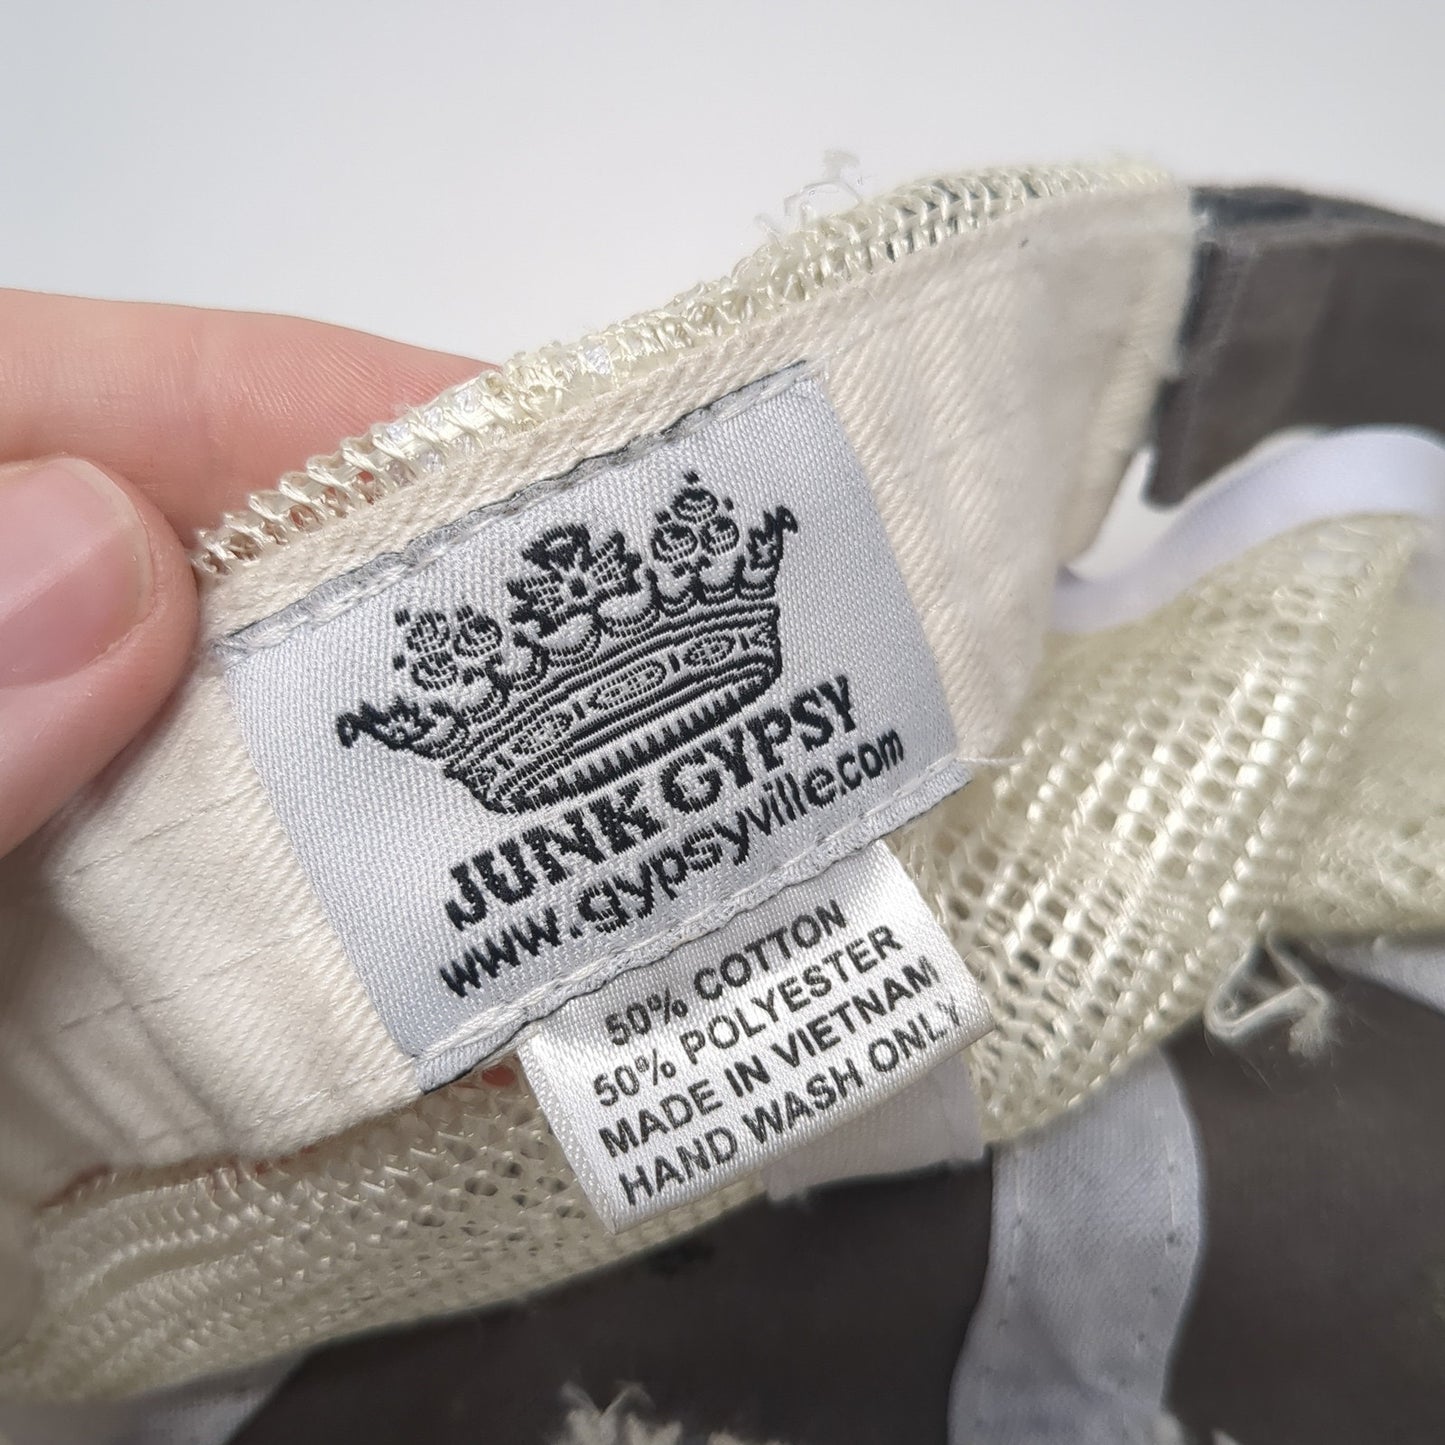 JUNK GYPSY
www.gypsyville.com
50% COTTON
50% POLYESTER
MADE IN VIETNAM
HAND WASH ONLY